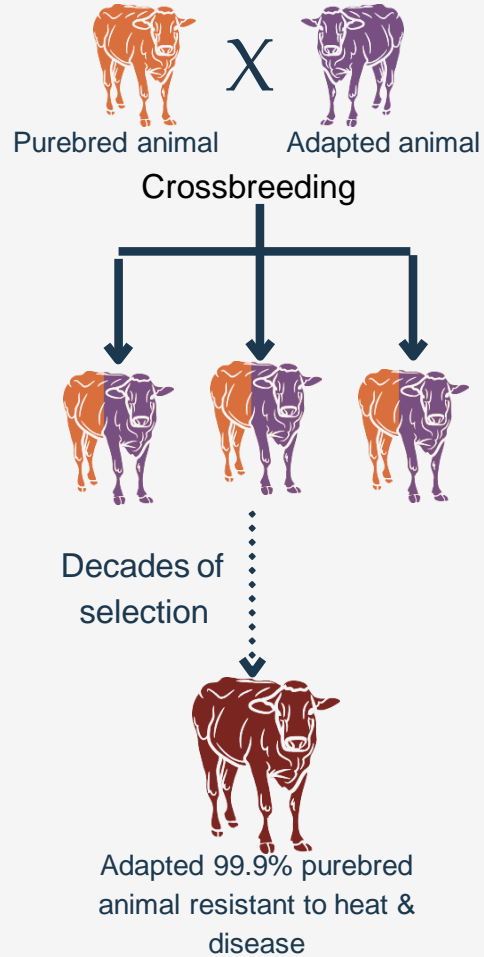 X
Purebred animal Adapted animal
Crossbreeding
Decades of
selection
Adapted 99.9% purebred
animal resistant to heat &
disease